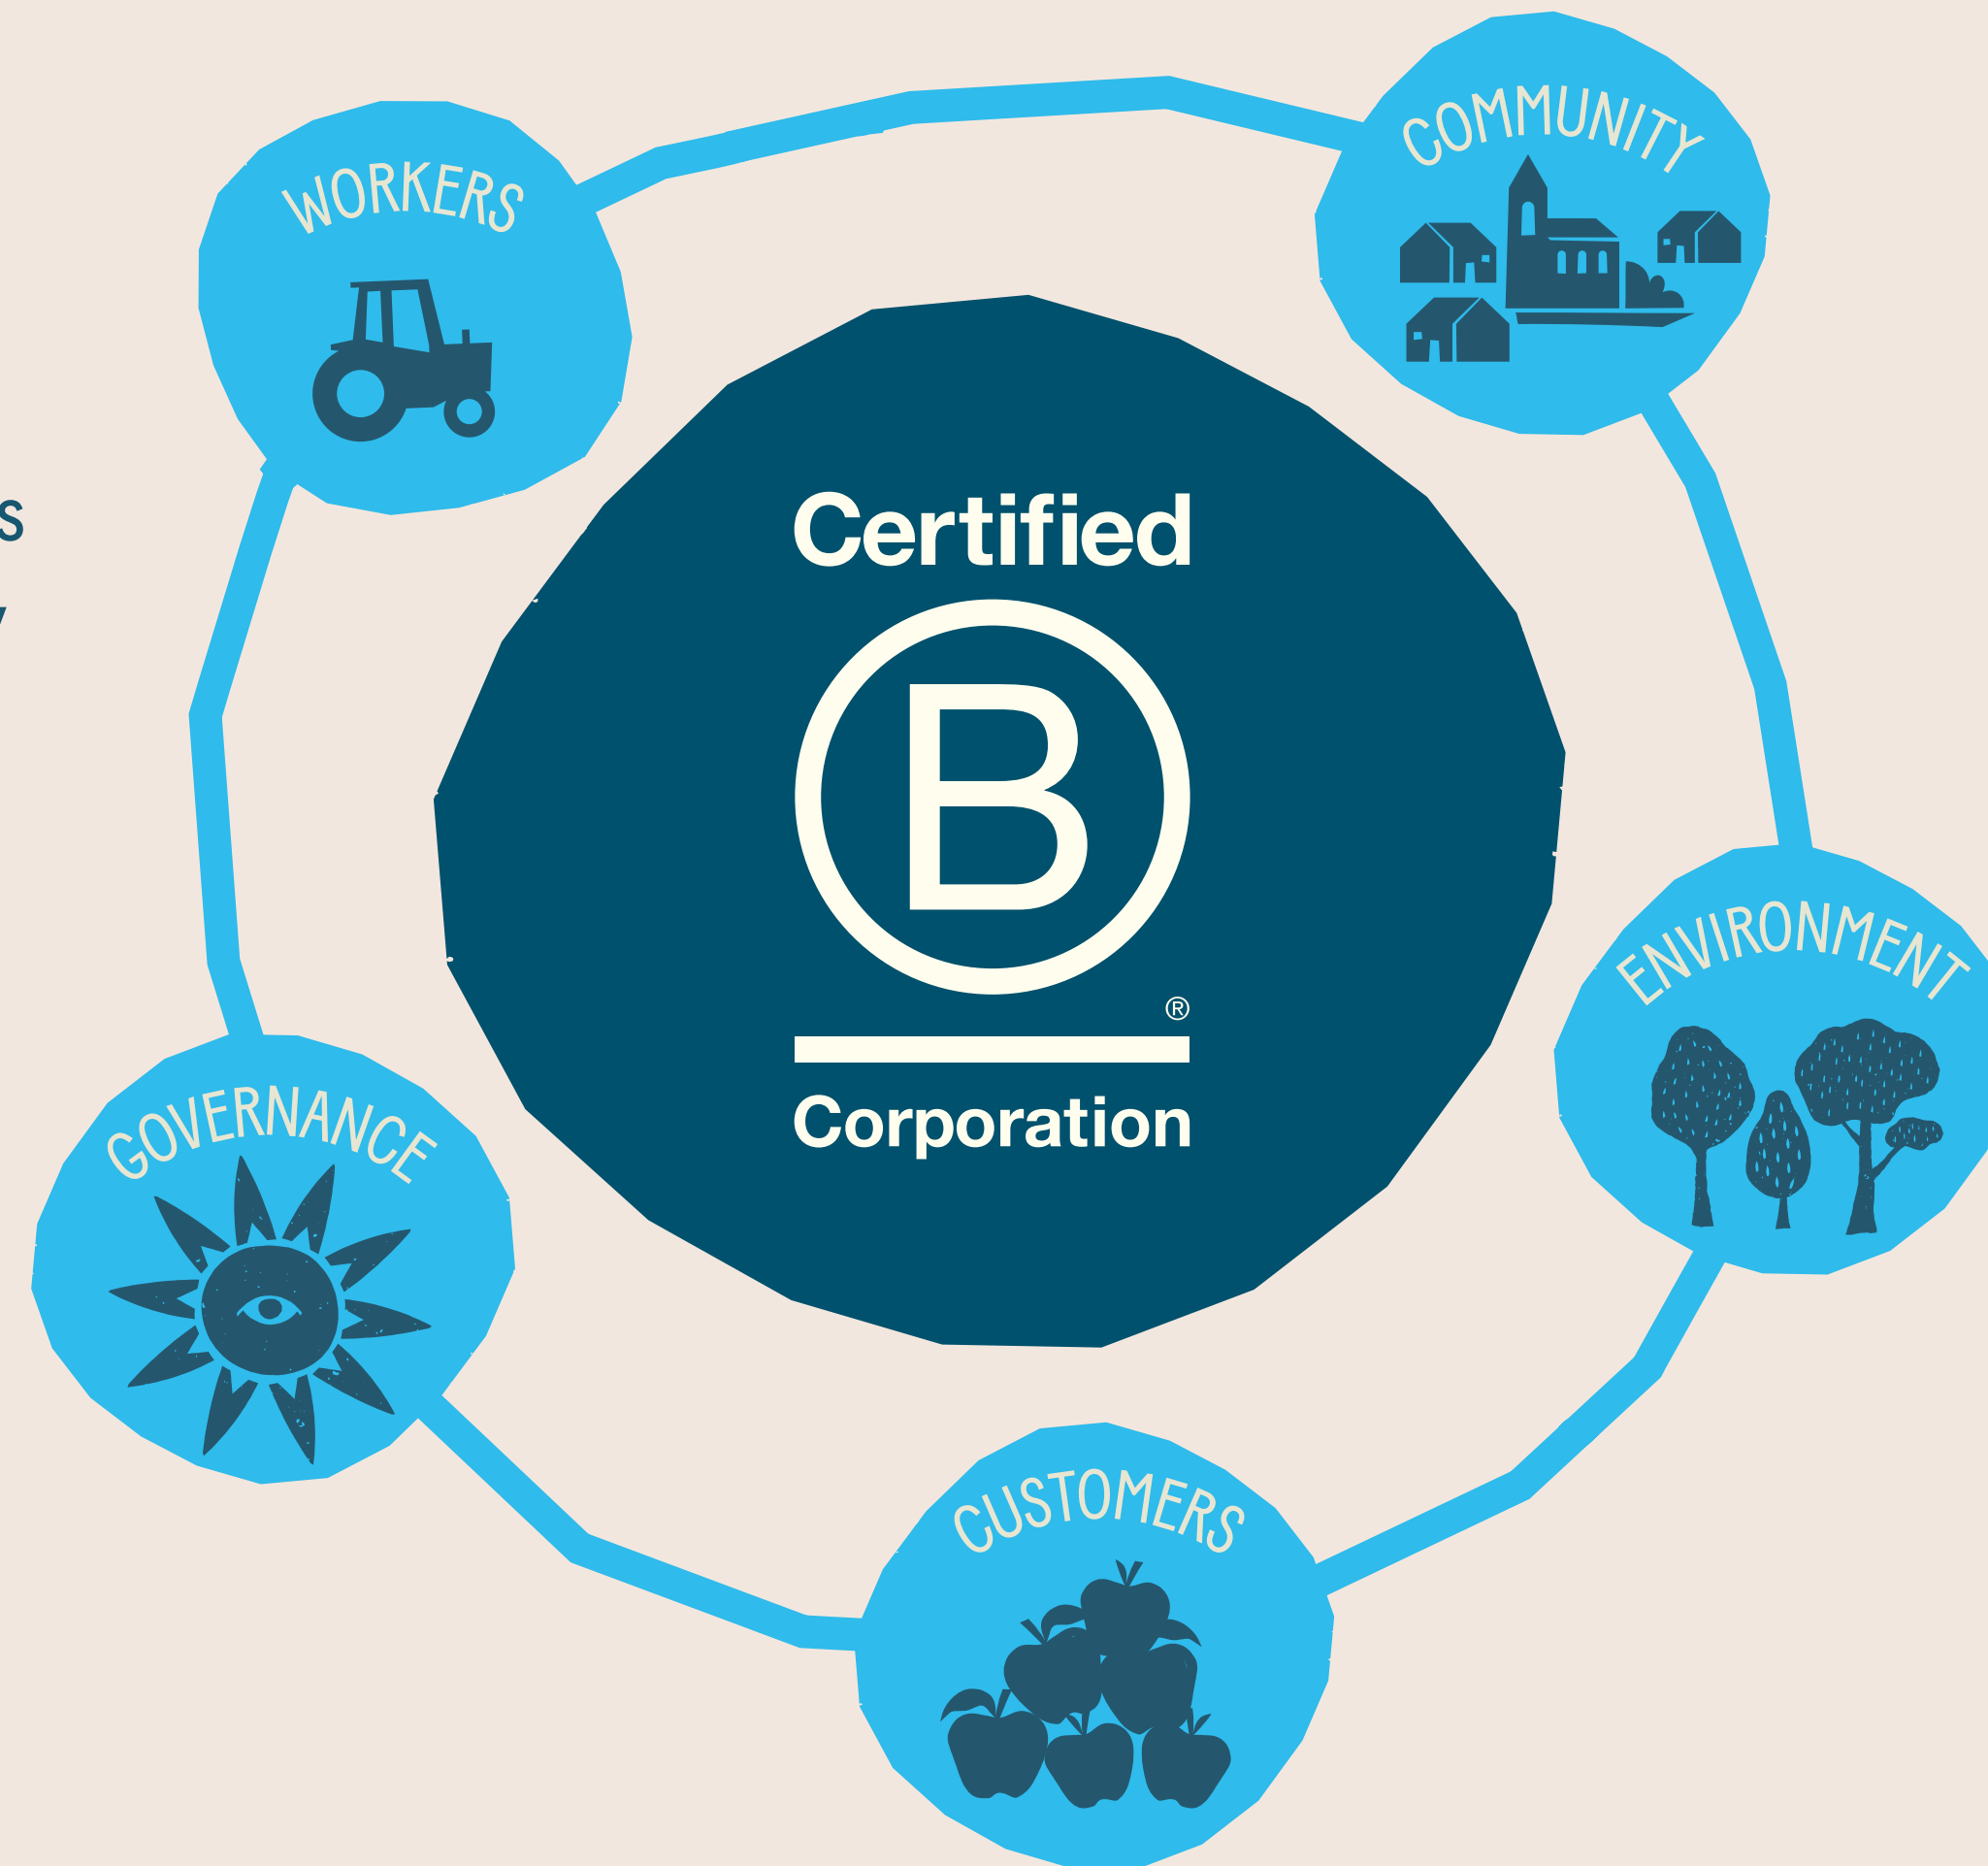 COMMUNITY
WORKERS
s
Certified
B
®
Corporation
ENVIRONMENT
GOVERNANCE
CUSTOMERS